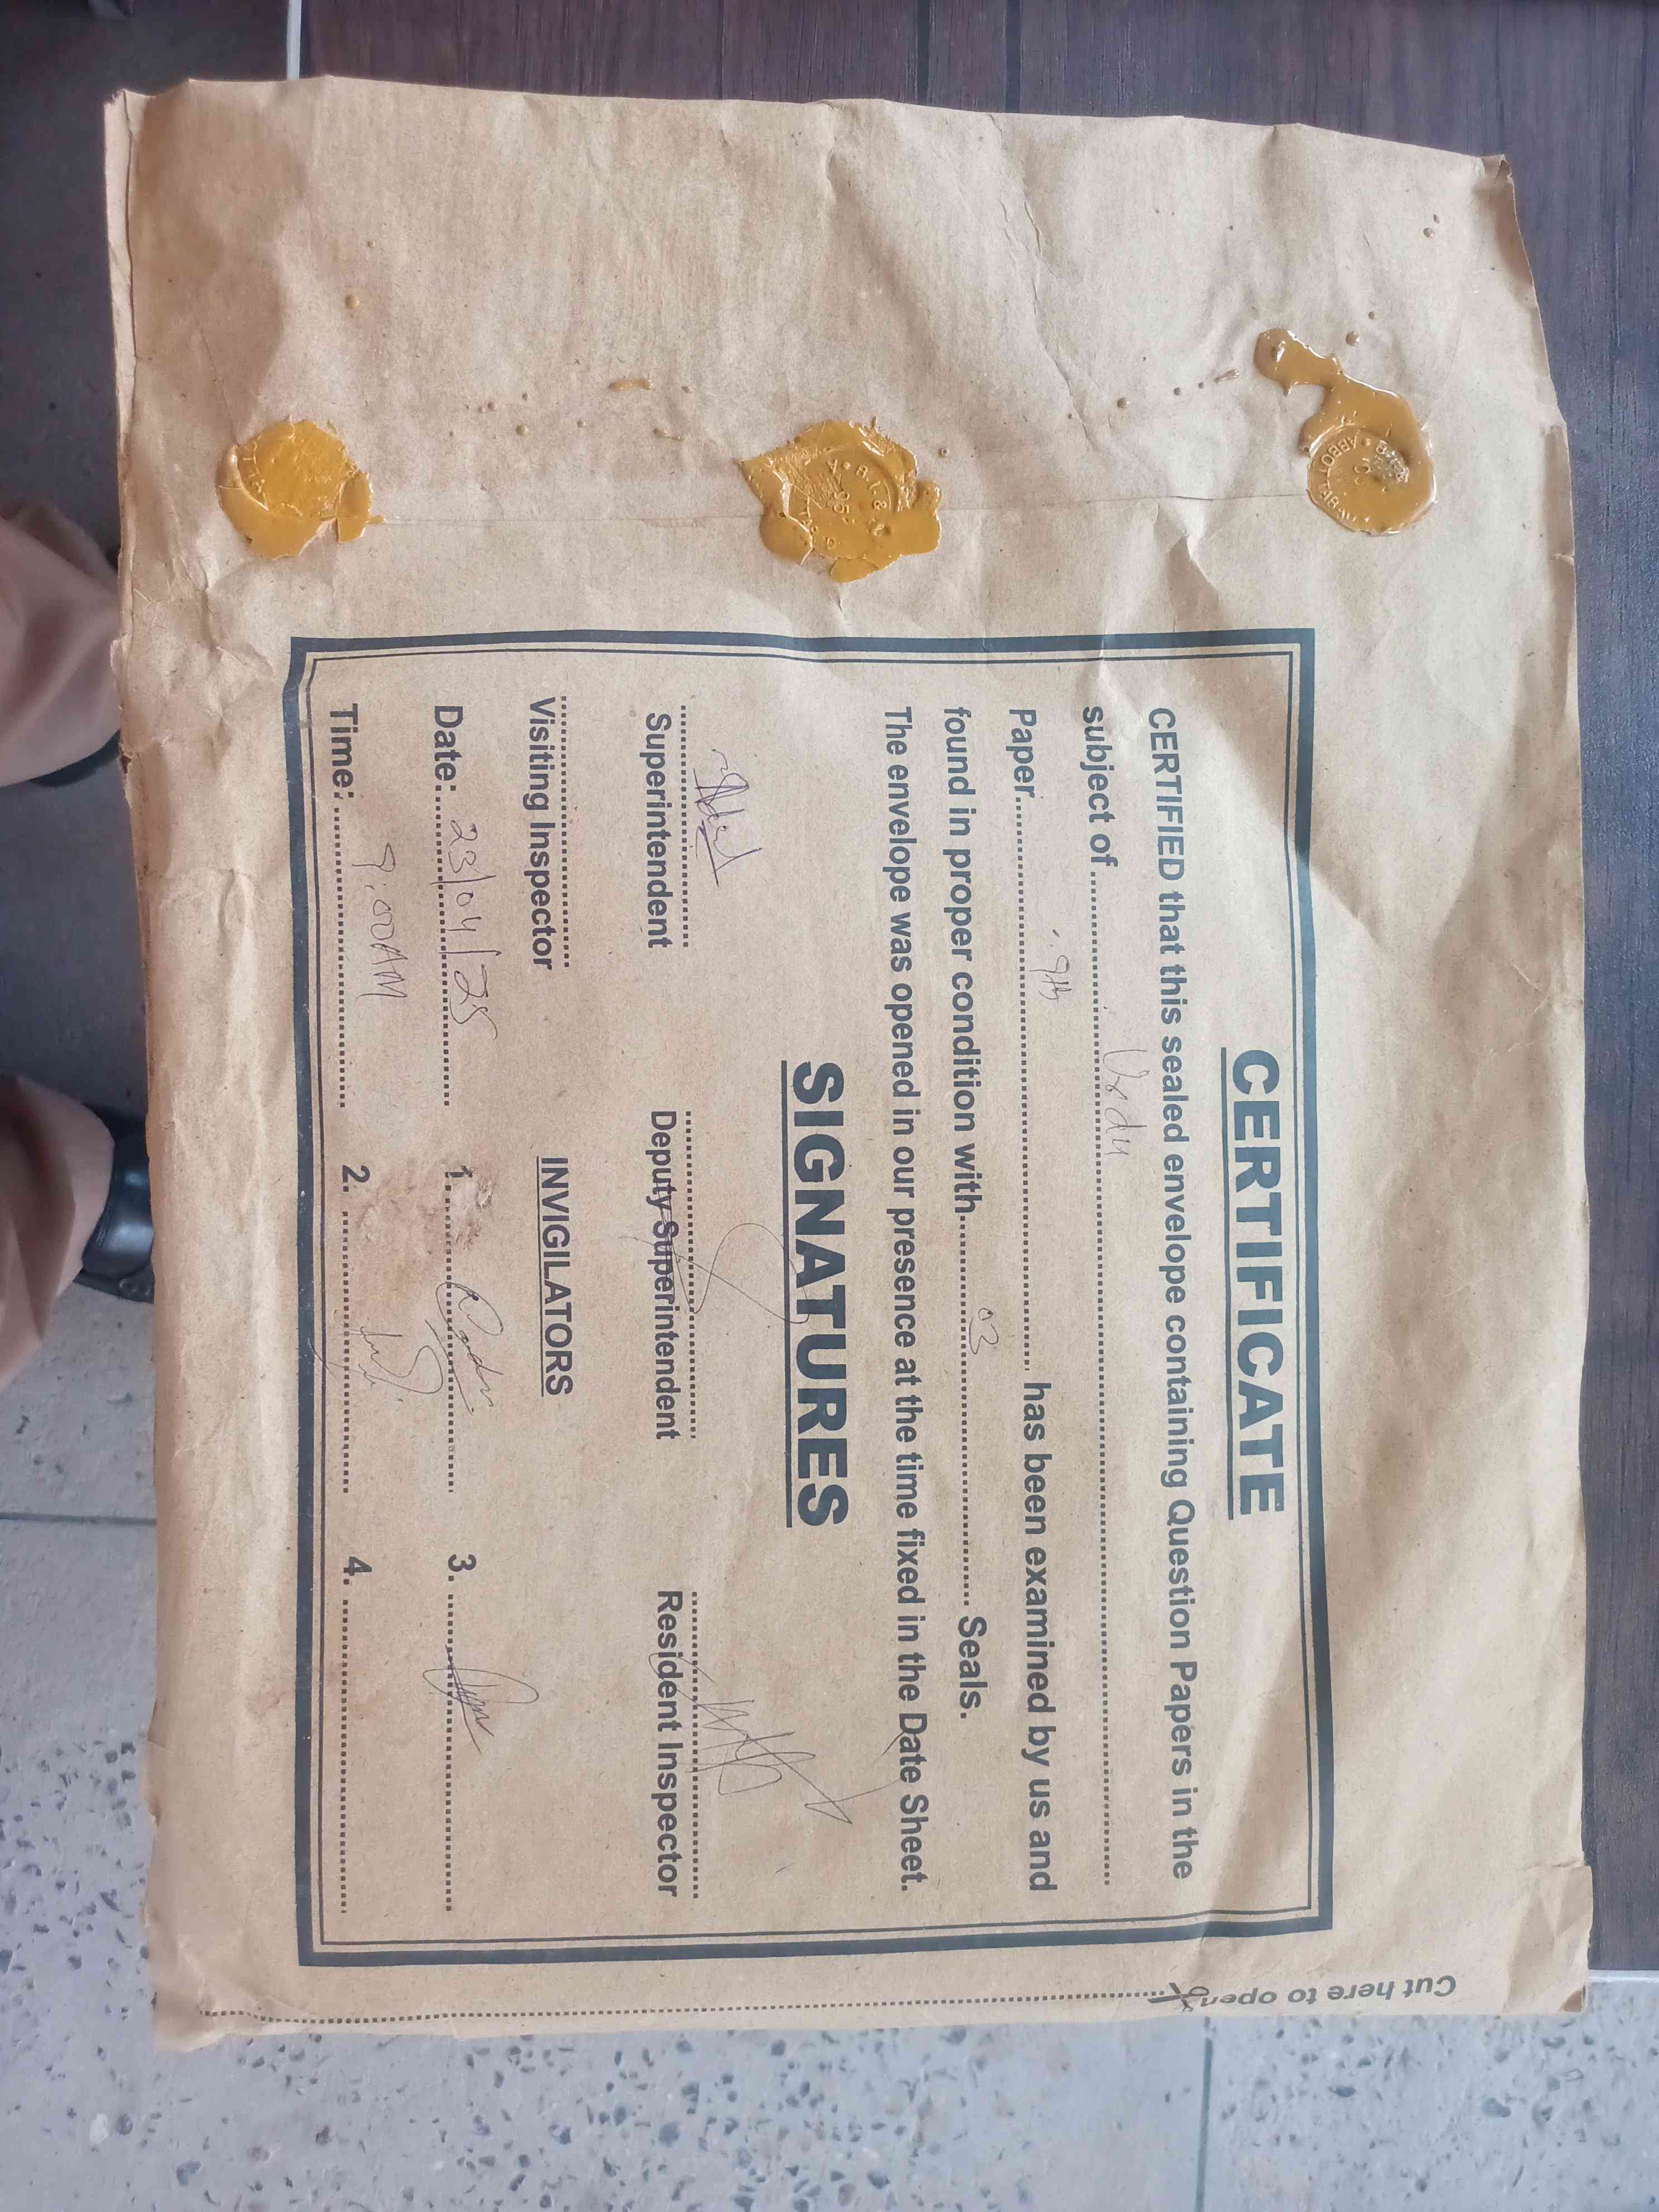 CERTIFICATE
CERTIFIED that this sealed envelope containing Question Papers in the
subject of.......... Urdu ..........
Paper.......... 9th .......... has been examined by us and
found in proper condition with.......... 03 .......... Seals.
The envelope was opened in our presence at the time fixed in the Date Sheet.
SIGNATURES
Superintendent Deputy Superintendent Resident Inspector
Visiting Inspector
INVIGILATORS
Date: 23/04/25 1. 3.
Time: 9:00AM 2. 4.
Cut here to open
B.I.S.E
ABBOTTABAD